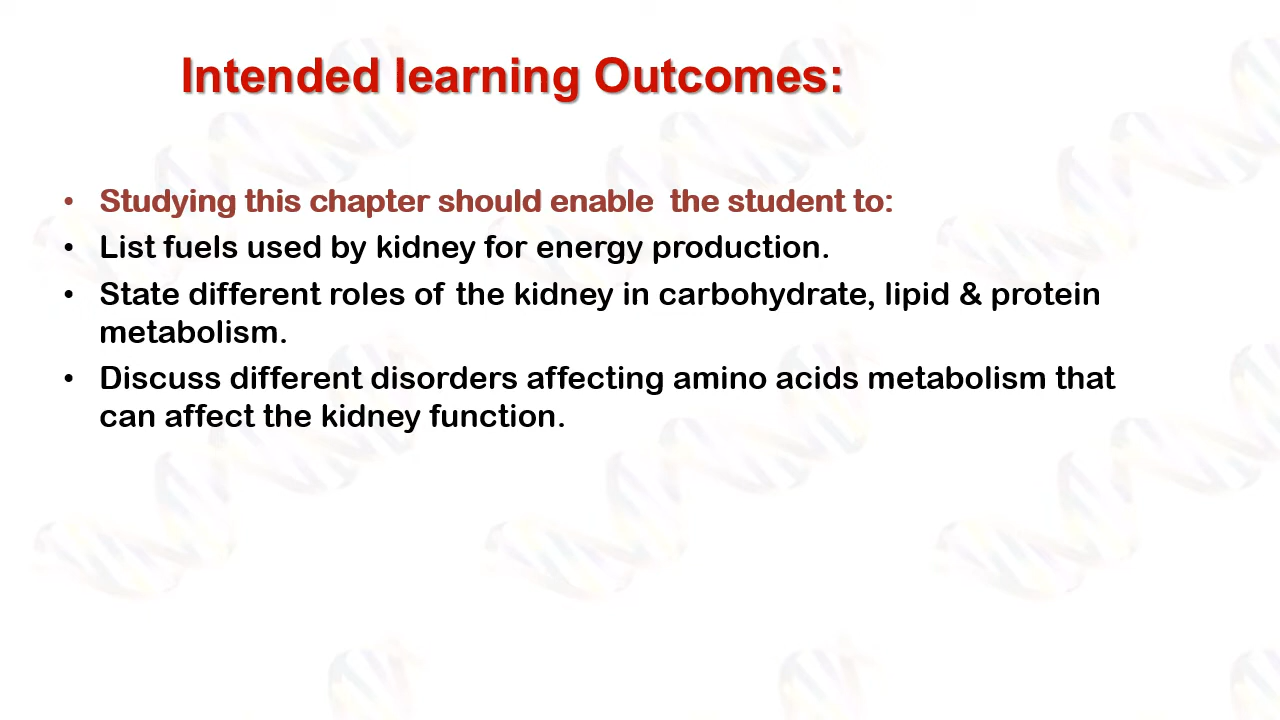 Intended learning Outcomes:
• Studying this chapter should enable  the student to:
• List fuels used by kidney for energy production.
• State different roles of the kidney in carbohydrate, lipid & protein
metabolism.
• Discuss different disorders affecting amino acids metabolism that
can affect the kidney function.